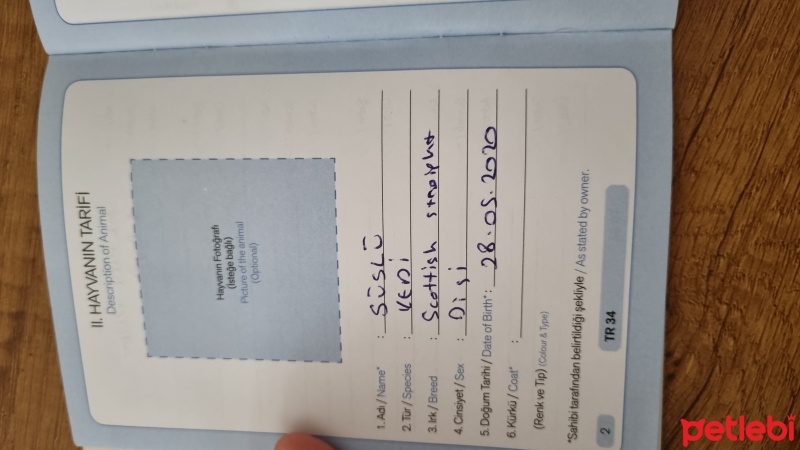 II. HAYVANIN TARİFİ
Description of Animal
Hayvanın Fotoğrafı
(İsteğe bağlı)
Picture of the animal
(Optional)
1. Adı / Name* : SÜSLÜ
2. Tür / Species : KEDİ
3. Irk / Breed : Scottish straight
4. Cinsiyet / Sex : Dişi
5. Doğum Tarihi / Date of Birth* : 28.05.2020
6. Kürkü / Coat* :
(Renk ve Tip) (Colour & Type)
*Sahibi tarafından belirtildiği şekliyle / As stated by owner.
2 TR 34
petlebi